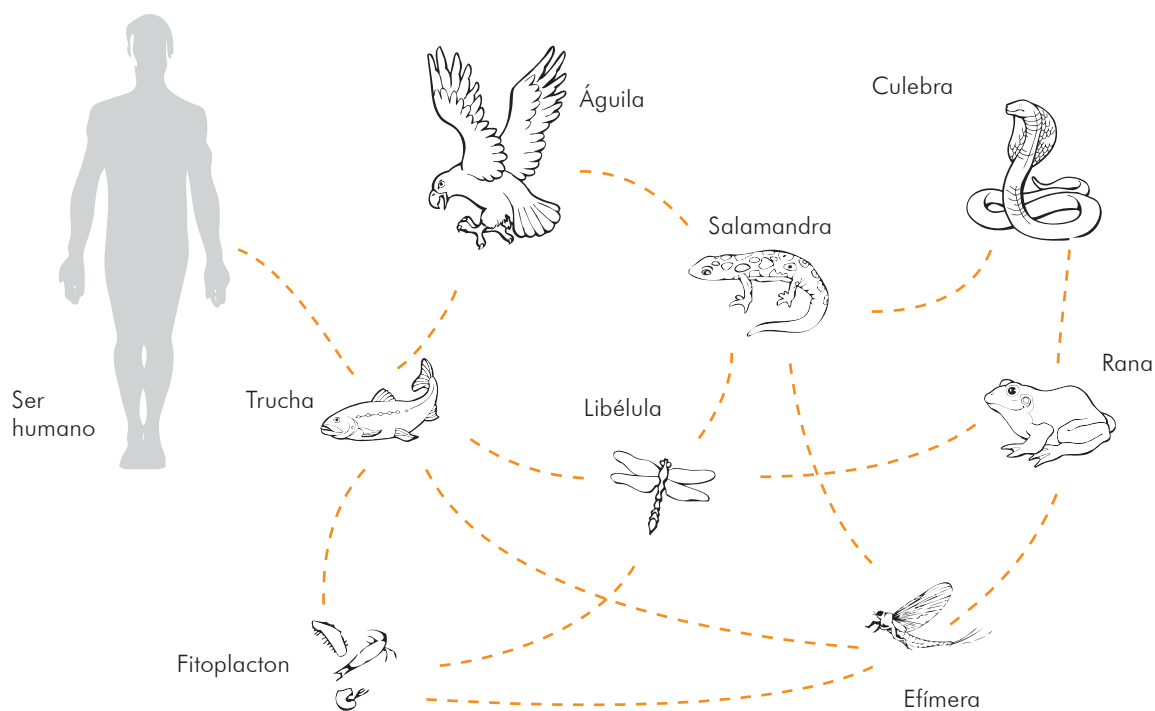 Águila
Culebra
Salamandra
Rana
Ser
humano
Trucha
Libélula
Fitoplacton
Efímera